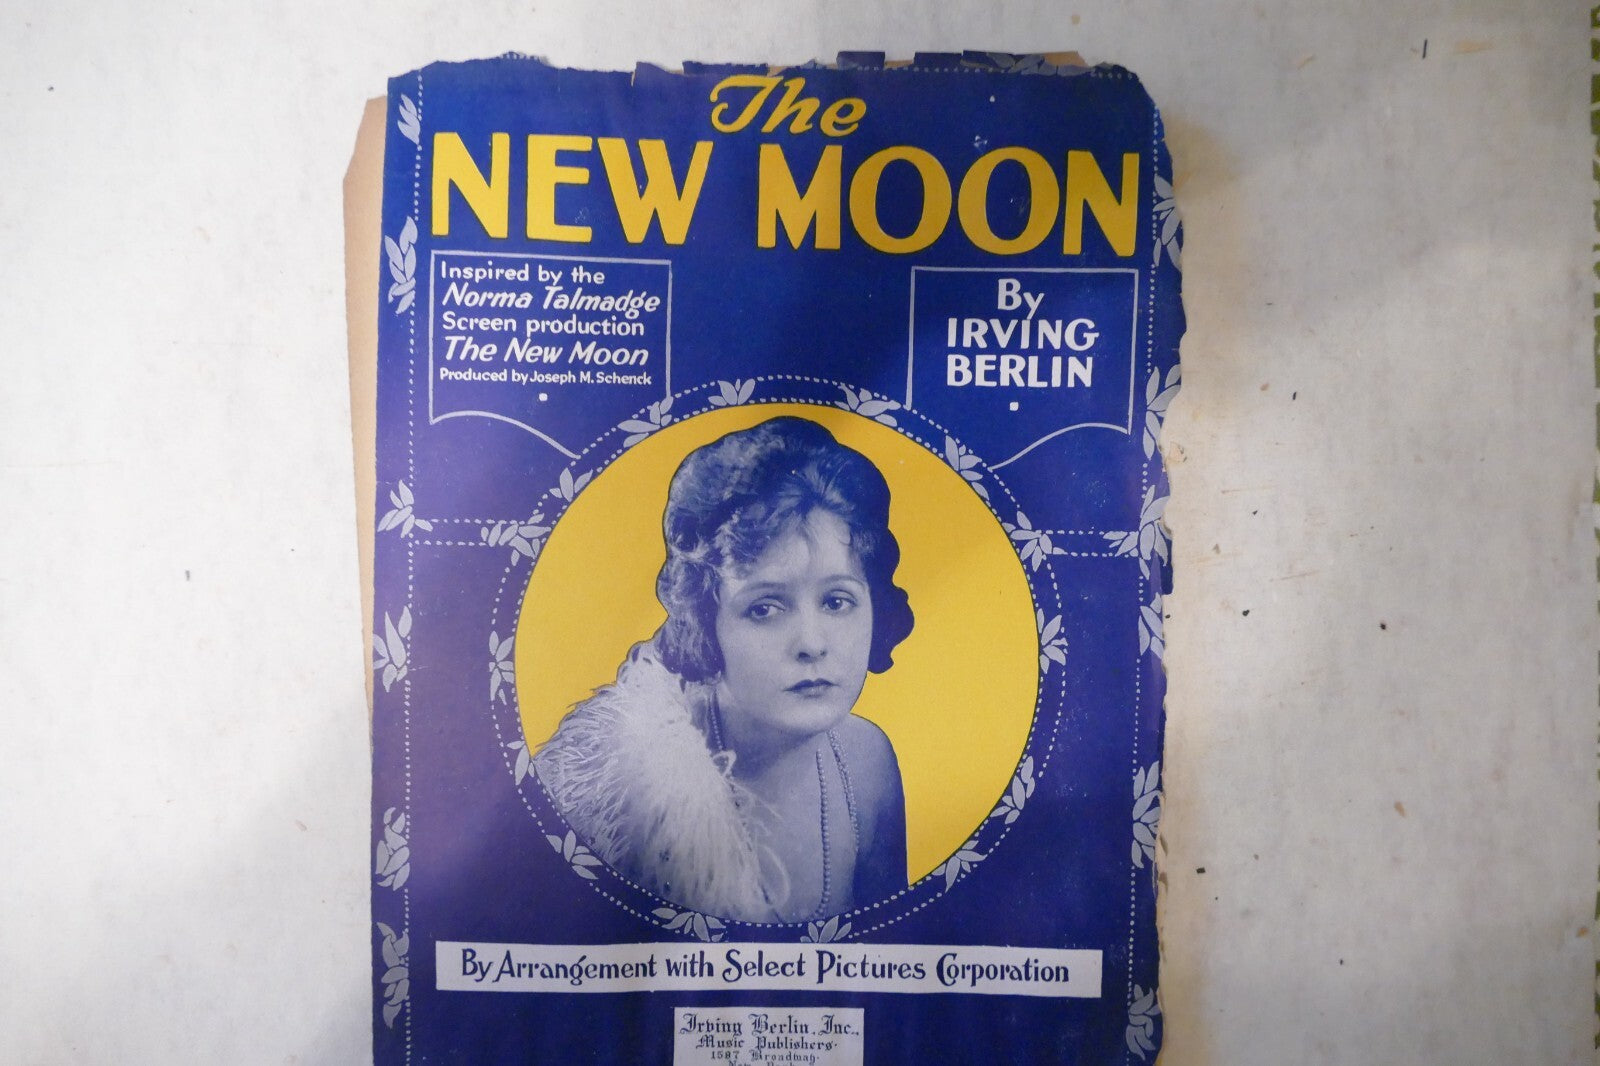 The
NEW MOON
Inspired by the
Norma Talmadge
Screen production
The New Moon
Produced by Joseph M. Schenck
By
IRVING
BERLIN
By Arrangement with Select Pictures Corporation
Irving Berlin, Inc.
Music Publishers
1587 Broadway
New